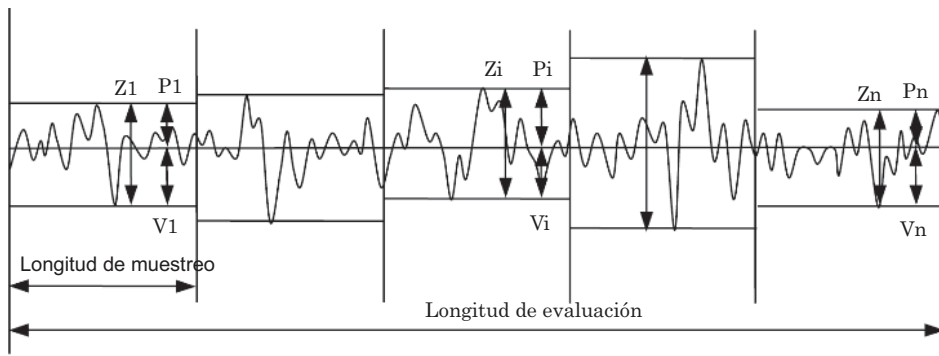 Z1 P1 Zi Pi Zn Pn
V1 Vi Vn
Longitud de muestreo
Longitud de evaluación